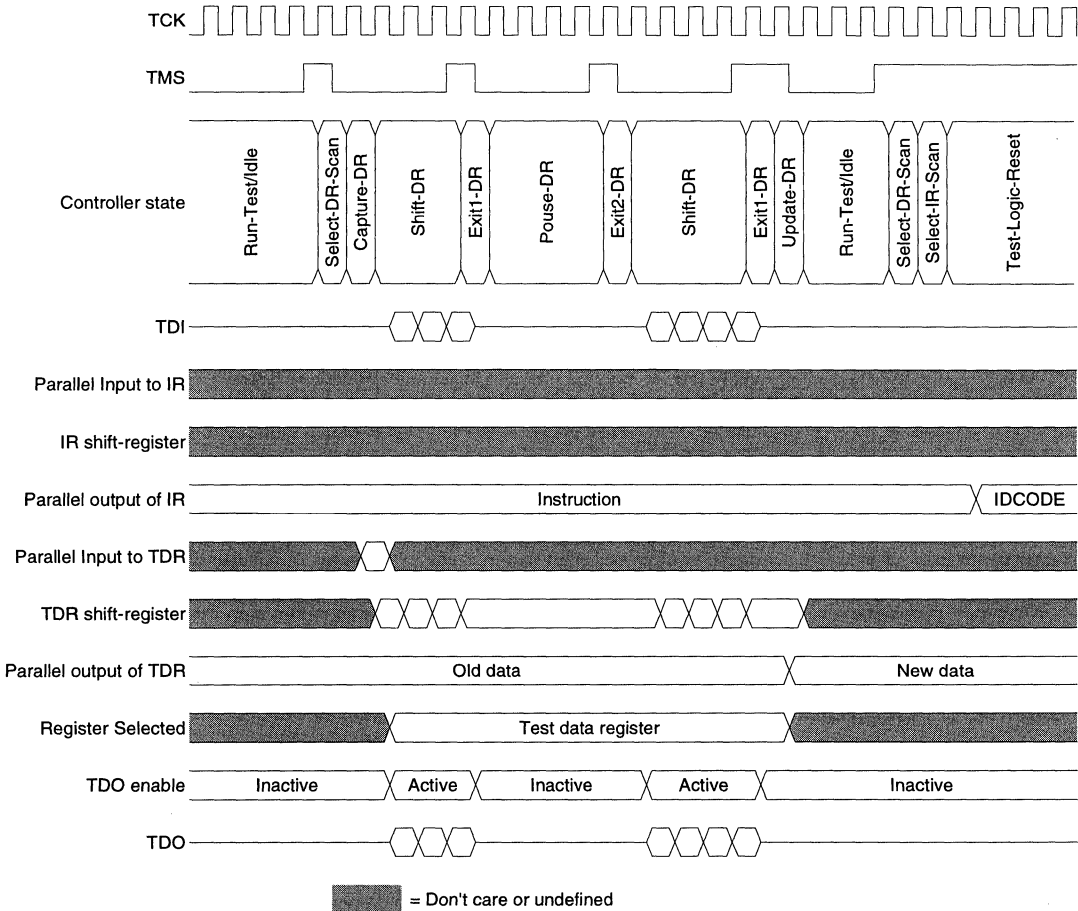 TCK
TMS
Controller state
Run-Test/Idle
Select-DR-Scan
Capture-DR
Shift-DR
Exit1-DR
Pouse-DR
Exit2-DR
Shift-DR
Exit1-DR
Update-DR
Run-Test/Idle
Select-DR-Scan
Select-IR-Scan
Test-Logic-Reset
TDI
Parallel Input to IR
IR shift-register
Parallel output of IR
Instruction
IDCODE
Parallel Input to TDR
TDR shift-register
Parallel output of TDR
Old data
New data
Register Selected
Test data register
TDO enable
Inactive
Active
Inactive
Active
Inactive
TDO
= Don't care or undefined